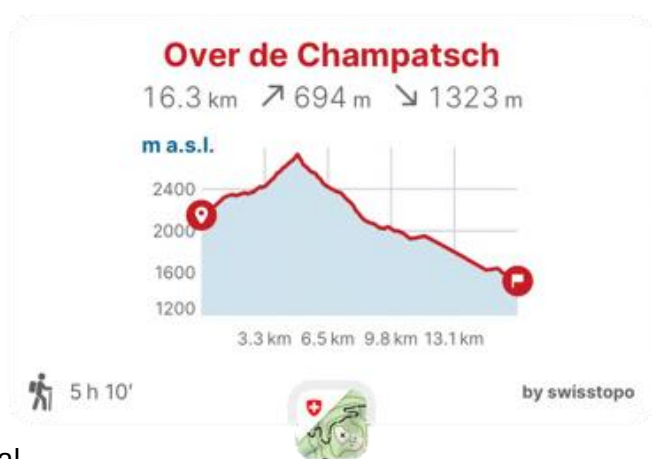 Over de Champatsch
16.3 km ↗ 694 m ↘ 1323 m
m a.s.l.
2400
2000
1600
1200
3.3 km 6.5 km 9.8 km 13.1 km
5 h 10' by swisstopo